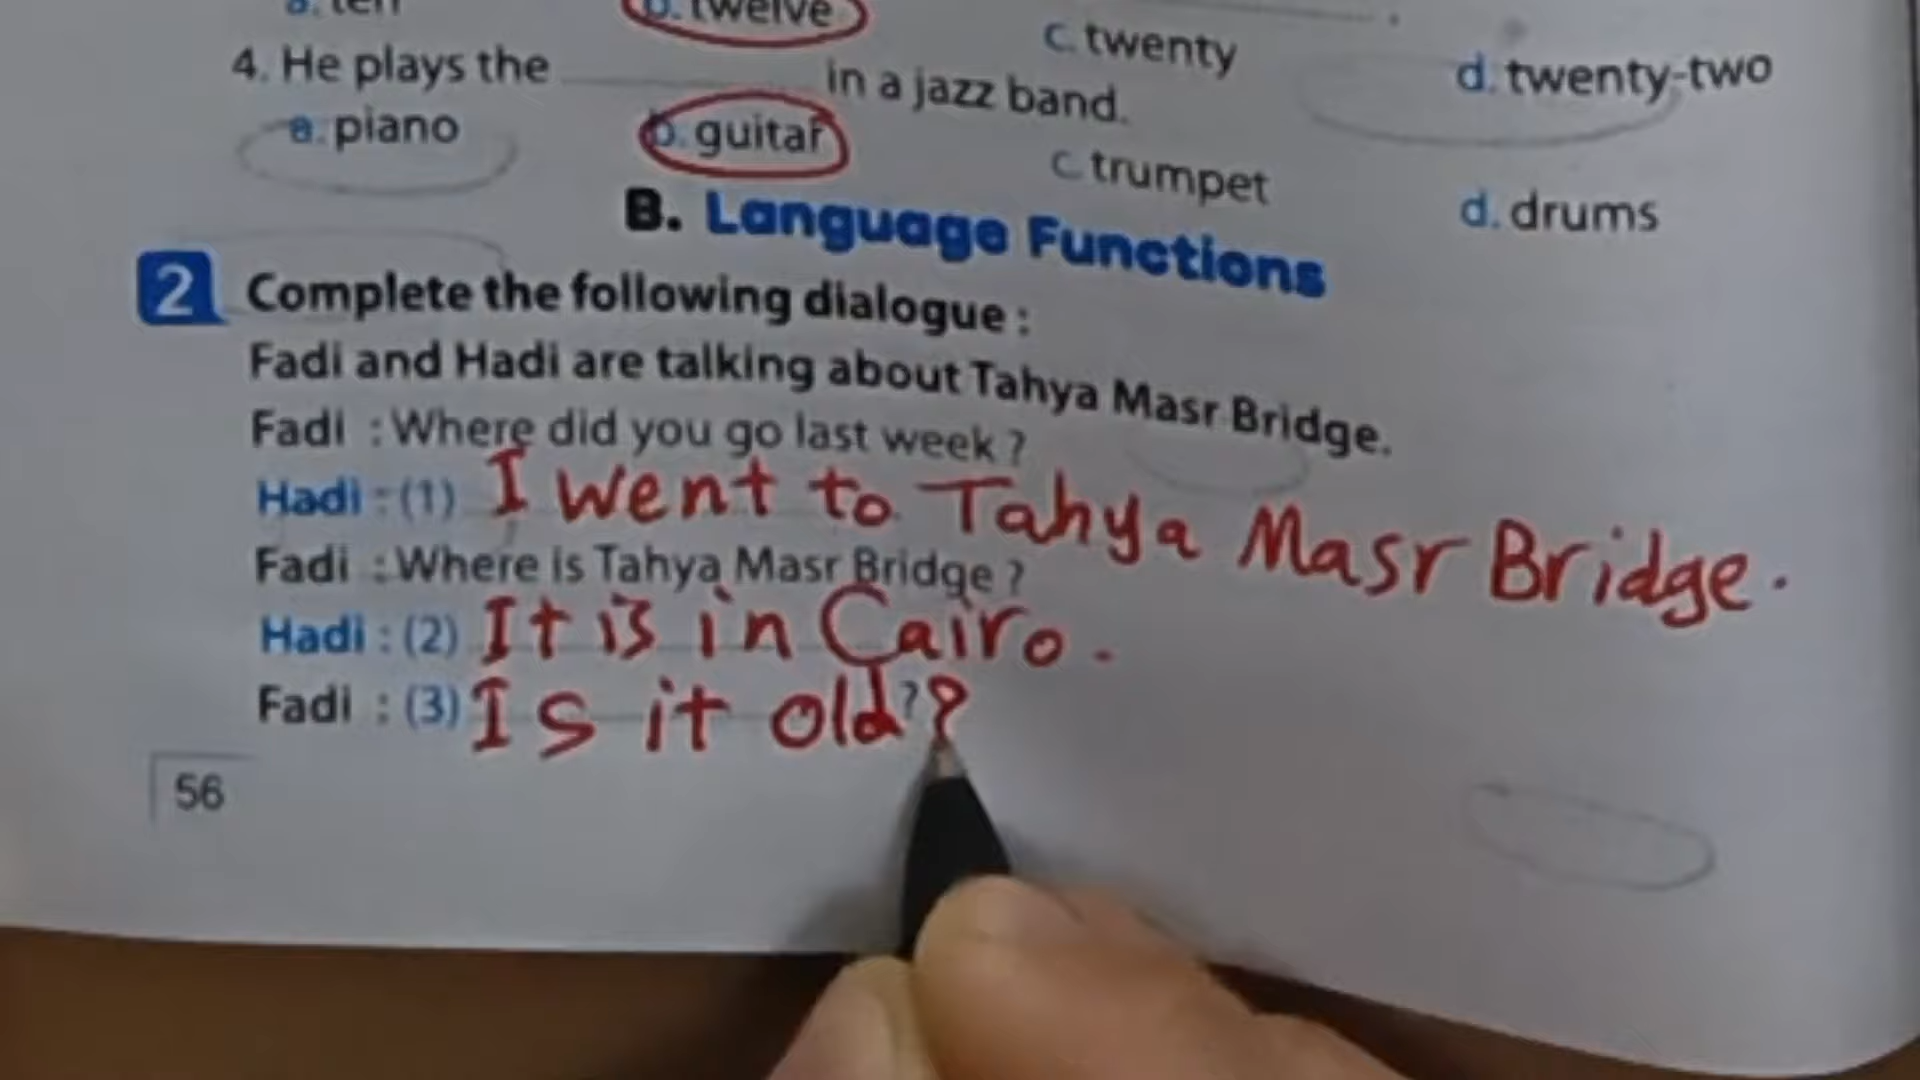 a. ten b. twelve c. twenty d. twenty-two
4. He plays the ____ in a jazz band.
a. piano b. guitar c. trumpet d. drums
B. Language Functions
2 Complete the following dialogue :
Fadi and Hadi are talking about Tahya Masr Bridge.
Fadi : Where did you go last week ?
Hadi : (1) I went to Tahya Masr Bridge.
Fadi : Where is Tahya Masr Bridge ?
Hadi : (2) It is in Cairo.
Fadi : (3) Is it old ? ?
56